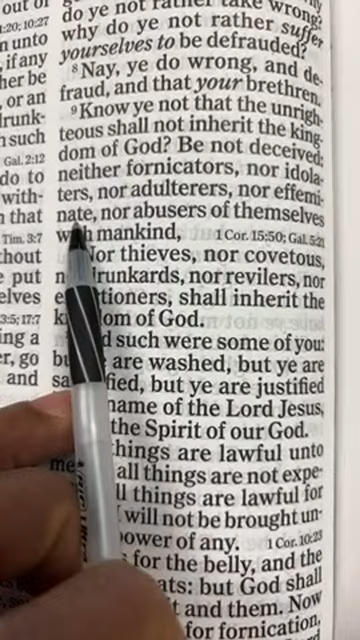 out of
1:20; 10:27
n unto
, if any
her be
, or an
drunk-
n such
Gal. 2:12
do to
with-
n that
Tim. 3:7
thout
e put
elves
3:5; 17:7
ing a
er, go
and
me
do ye not rather take wrong?
why do ye not rather suffer
yourselves to be defrauded?
8 Nay, ye do wrong, and de-
fraud, and that your brethren.
9 Know ye not that the unrigh-
teous shall not inherit the king-
dom of God? Be not deceived:
neither fornicators, nor idola-
ters, nor adulterers, nor effemi-
nate, nor abusers of themselves
with mankind, 1 Cor. 15:50; Gal. 5:21
Nor thieves, nor covetous,
drunkards, nor revilers, nor
tioners, shall inherit the
dom of God.
d such were some of you:
are washed, but ye are
fied, but ye are justified
name of the Lord Jesus,
the Spirit of our God.
things are lawful unto
all things are not expe-
ll things are lawful for
I will not be brought un-
power of any. 1 Cor. 10:23
for the belly, and the
ats: but God shall
t and them. Now
for fornication,